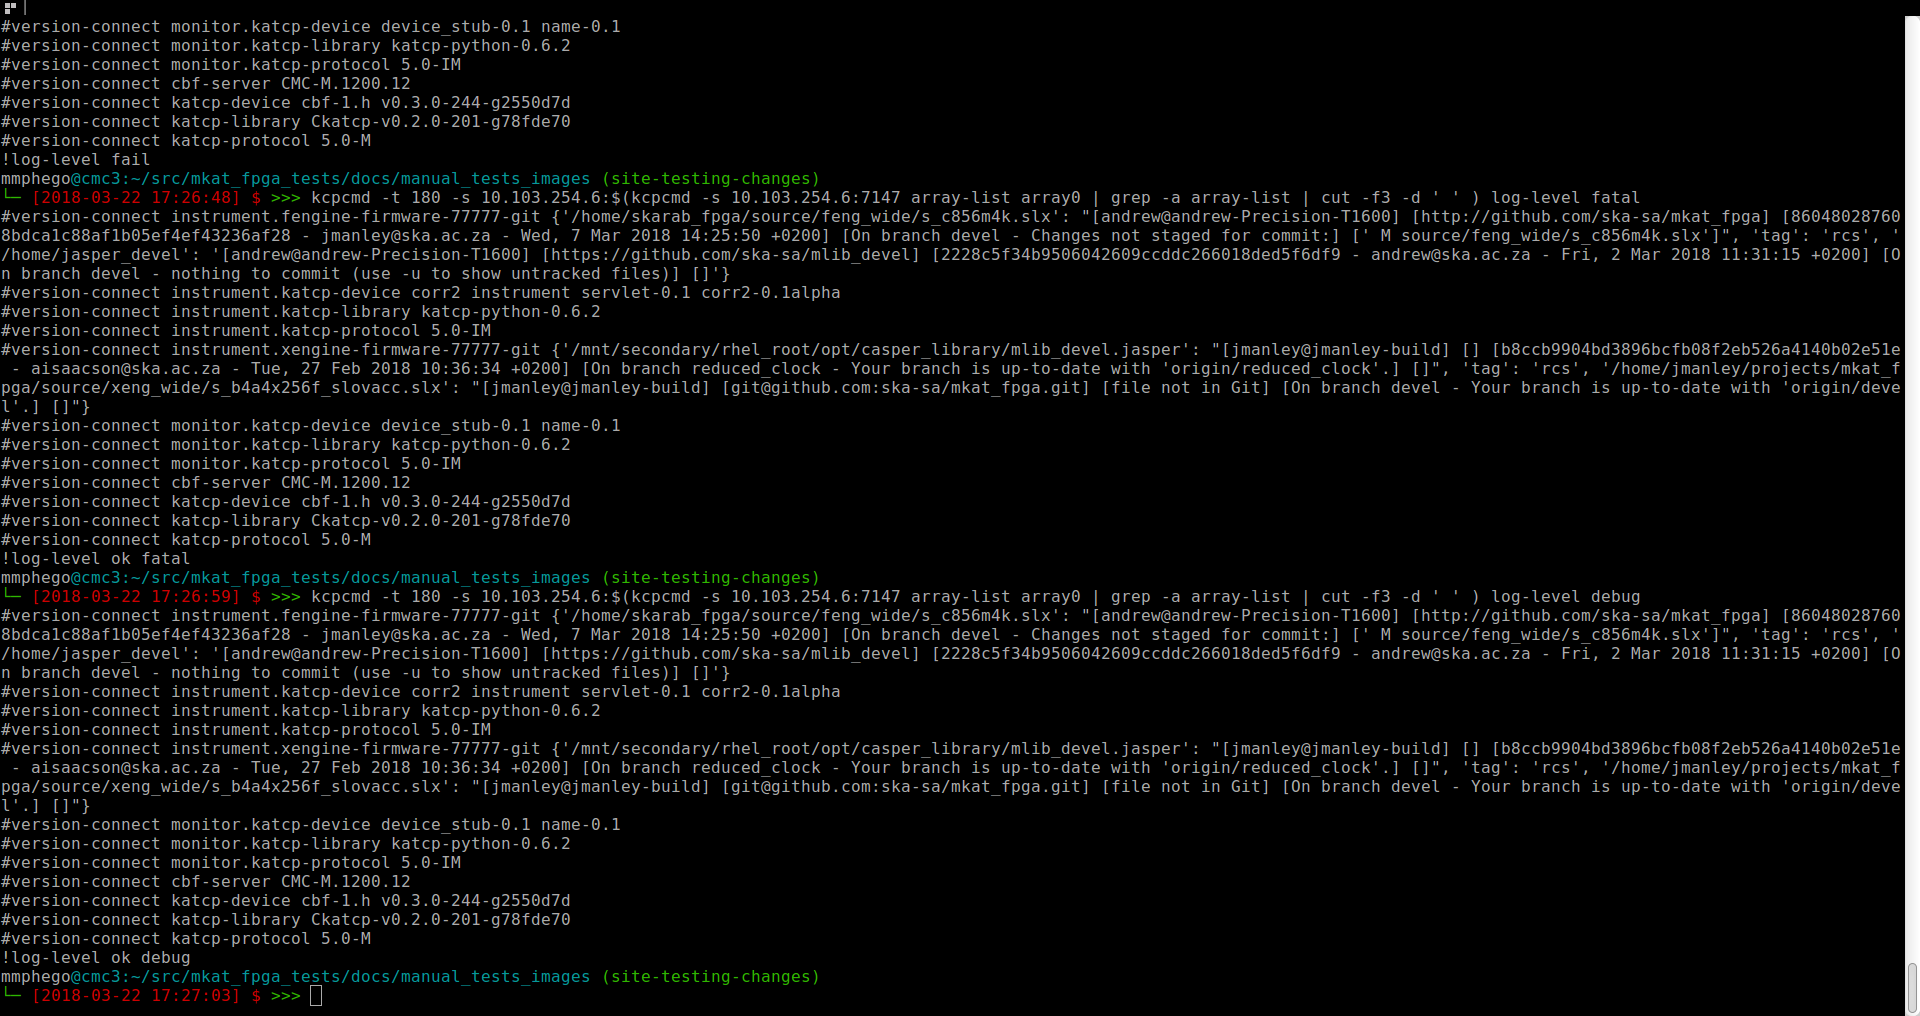 #version-connect monitor.katcp-device device_stub-0.1 name-0.1
#version-connect monitor.katcp-library katcp-python-0.6.2
#version-connect monitor.katcp-protocol 5.0-IM
#version-connect cbf-server CMC-M.1200.12
#version-connect katcp-device cbf-1.h v0.3.0-244-g2550d7d
#version-connect katcp-library Ckatcp-v0.2.0-201-g78fde70
#version-connect katcp-protocol 5.0-M
!log-level fail
mmphego@cmc3:~/src/mkat_fpga_tests/docs/manual_tests_images (site-testing-changes)
└─ [2018-03-22 17:26:48] $ >>> kcpcmd -t 180 -s 10.103.254.6:$(kcpcmd -s 10.103.254.6:7147 array-list array0 | grep -a array-list | cut -f3 -d ' ' ) log-level fatal
#version-connect instrument.fengine-firmware-77777-git {'/home/skarab_fpga/source/feng_wide/s_c856m4k.slx': "[andrew@andrew-Precision-T1600] [http://github.com/ska-sa/mkat_fpga] [86048028760
8bdca1c88af1b05ef4ef43236af28 - jmanley@ska.ac.za - Wed, 7 Mar 2018 14:25:50 +0200] [On branch devel - Changes not staged for commit:] [' M source/feng_wide/s_c856m4k.slx']", 'tag': 'rcs', '
/home/jasper_devel': '[andrew@andrew-Precision-T1600] [https://github.com/ska-sa/mlib_devel] [2228c5f34b9506042609ccddc266018ded5f6df9 - andrew@ska.ac.za - Fri, 2 Mar 2018 11:31:15 +0200] [O
n branch devel - nothing to commit (use -u to show untracked files)] []'}
#version-connect instrument.katcp-device corr2 instrument servlet-0.1 corr2-0.1alpha
#version-connect instrument.katcp-library katcp-python-0.6.2
#version-connect instrument.katcp-protocol 5.0-IM
#version-connect instrument.xengine-firmware-77777-git {'/mnt/secondary/rhel_root/opt/casper_library/mlib_devel.jasper': "[jmanley@jmanley-build] [] [b8ccb9904bd3896bcfb08f2eb526a4140b02e51e
 - aisaacson@ska.ac.za - Tue, 27 Feb 2018 10:36:34 +0200] [On branch reduced_clock - Your branch is up-to-date with 'origin/reduced_clock'.] []", 'tag': 'rcs', '/home/jmanley/projects/mkat_f
pga/source/xeng_wide/s_b4a4x256f_slovacc.slx': "[jmanley@jmanley-build] [git@github.com:ska-sa/mkat_fpga.git] [file not in Git] [On branch devel - Your branch is up-to-date with 'origin/deve
l'.] []"}
#version-connect monitor.katcp-device device_stub-0.1 name-0.1
#version-connect monitor.katcp-library katcp-python-0.6.2
#version-connect monitor.katcp-protocol 5.0-IM
#version-connect cbf-server CMC-M.1200.12
#version-connect katcp-device cbf-1.h v0.3.0-244-g2550d7d
#version-connect katcp-library Ckatcp-v0.2.0-201-g78fde70
#version-connect katcp-protocol 5.0-M
!log-level ok fatal
mmphego@cmc3:~/src/mkat_fpga_tests/docs/manual_tests_images (site-testing-changes)
└─ [2018-03-22 17:26:59] $ >>> kcpcmd -t 180 -s 10.103.254.6:$(kcpcmd -s 10.103.254.6:7147 array-list array0 | grep -a array-list | cut -f3 -d ' ' ) log-level debug
#version-connect instrument.fengine-firmware-77777-git {'/home/skarab_fpga/source/feng_wide/s_c856m4k.slx': "[andrew@andrew-Precision-T1600] [http://github.com/ska-sa/mkat_fpga] [86048028760
8bdca1c88af1b05ef4ef43236af28 - jmanley@ska.ac.za - Wed, 7 Mar 2018 14:25:50 +0200] [On branch devel - Changes not staged for commit:] [' M source/feng_wide/s_c856m4k.slx']", 'tag': 'rcs', '
/home/jasper_devel': '[andrew@andrew-Precision-T1600] [https://github.com/ska-sa/mlib_devel] [2228c5f34b9506042609ccddc266018ded5f6df9 - andrew@ska.ac.za - Fri, 2 Mar 2018 11:31:15 +0200] [O
n branch devel - nothing to commit (use -u to show untracked files)] []'}
#version-connect instrument.katcp-device corr2 instrument servlet-0.1 corr2-0.1alpha
#version-connect instrument.katcp-library katcp-python-0.6.2
#version-connect instrument.katcp-protocol 5.0-IM
#version-connect instrument.xengine-firmware-77777-git {'/mnt/secondary/rhel_root/opt/casper_library/mlib_devel.jasper': "[jmanley@jmanley-build] [] [b8ccb9904bd3896bcfb08f2eb526a4140b02e51e
 - aisaacson@ska.ac.za - Tue, 27 Feb 2018 10:36:34 +0200] [On branch reduced_clock - Your branch is up-to-date with 'origin/reduced_clock'.] []", 'tag': 'rcs', '/home/jmanley/projects/mkat_f
pga/source/xeng_wide/s_b4a4x256f_slovacc.slx': "[jmanley@jmanley-build] [git@github.com:ska-sa/mkat_fpga.git] [file not in Git] [On branch devel - Your branch is up-to-date with 'origin/deve
l'.] []"}
#version-connect monitor.katcp-device device_stub-0.1 name-0.1
#version-connect monitor.katcp-library katcp-python-0.6.2
#version-connect monitor.katcp-protocol 5.0-IM
#version-connect cbf-server CMC-M.1200.12
#version-connect katcp-device cbf-1.h v0.3.0-244-g2550d7d
#version-connect katcp-library Ckatcp-v0.2.0-201-g78fde70
#version-connect katcp-protocol 5.0-M
!log-level ok debug
mmphego@cmc3:~/src/mkat_fpga_tests/docs/manual_tests_images (site-testing-changes)
└─ [2018-03-22 17:27:03] $ >>>